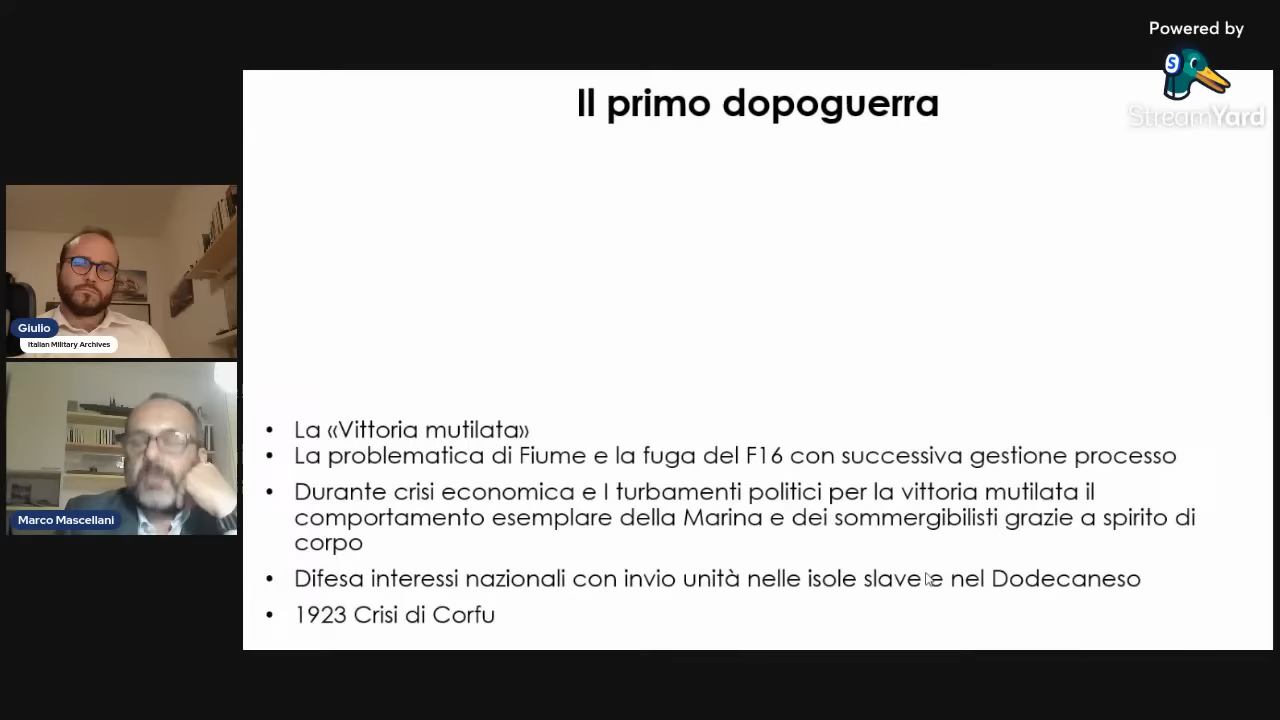 Powered by
StreamYard
Il primo dopoguerra
Giulio
Italian Military Archives
Marco Mascellani
• La «Vittoria mutilata»
• La problematica di Fiume e la fuga del F16 con successiva gestione processo
• Durante crisi economica e I turbamenti politici per la vittoria mutilata il
comportamento esemplare della Marina e dei sommergibilisti grazie a spirito di
corpo
• Difesa interessi nazionali con invio unità nelle isole slave e nel Dodecaneso
• 1923 Crisi di Corfu